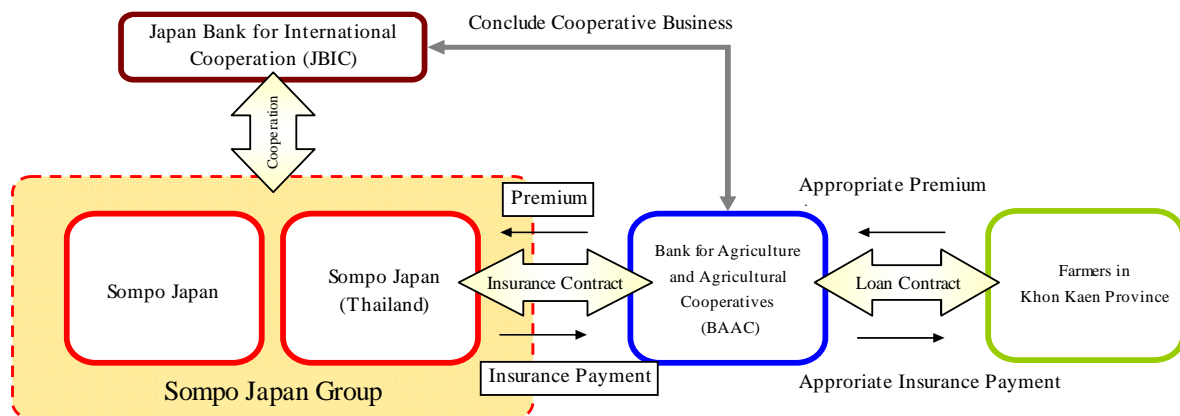 Japan Bank for International
Cooperation (JBIC)
Conclude Cooperative Business
Cooperation
Premium
Appropriate Premium
Sompo Japan
Sompo Japan
(Thailand)
Insurance Contract
Bank for Agriculture
and Agricultural
Cooperatives
(BAAC)
Loan Contract
Farmers in
Khon Kaen Province
Insurance Payment
Approriate Insurance Payment
Sompo Japan Group